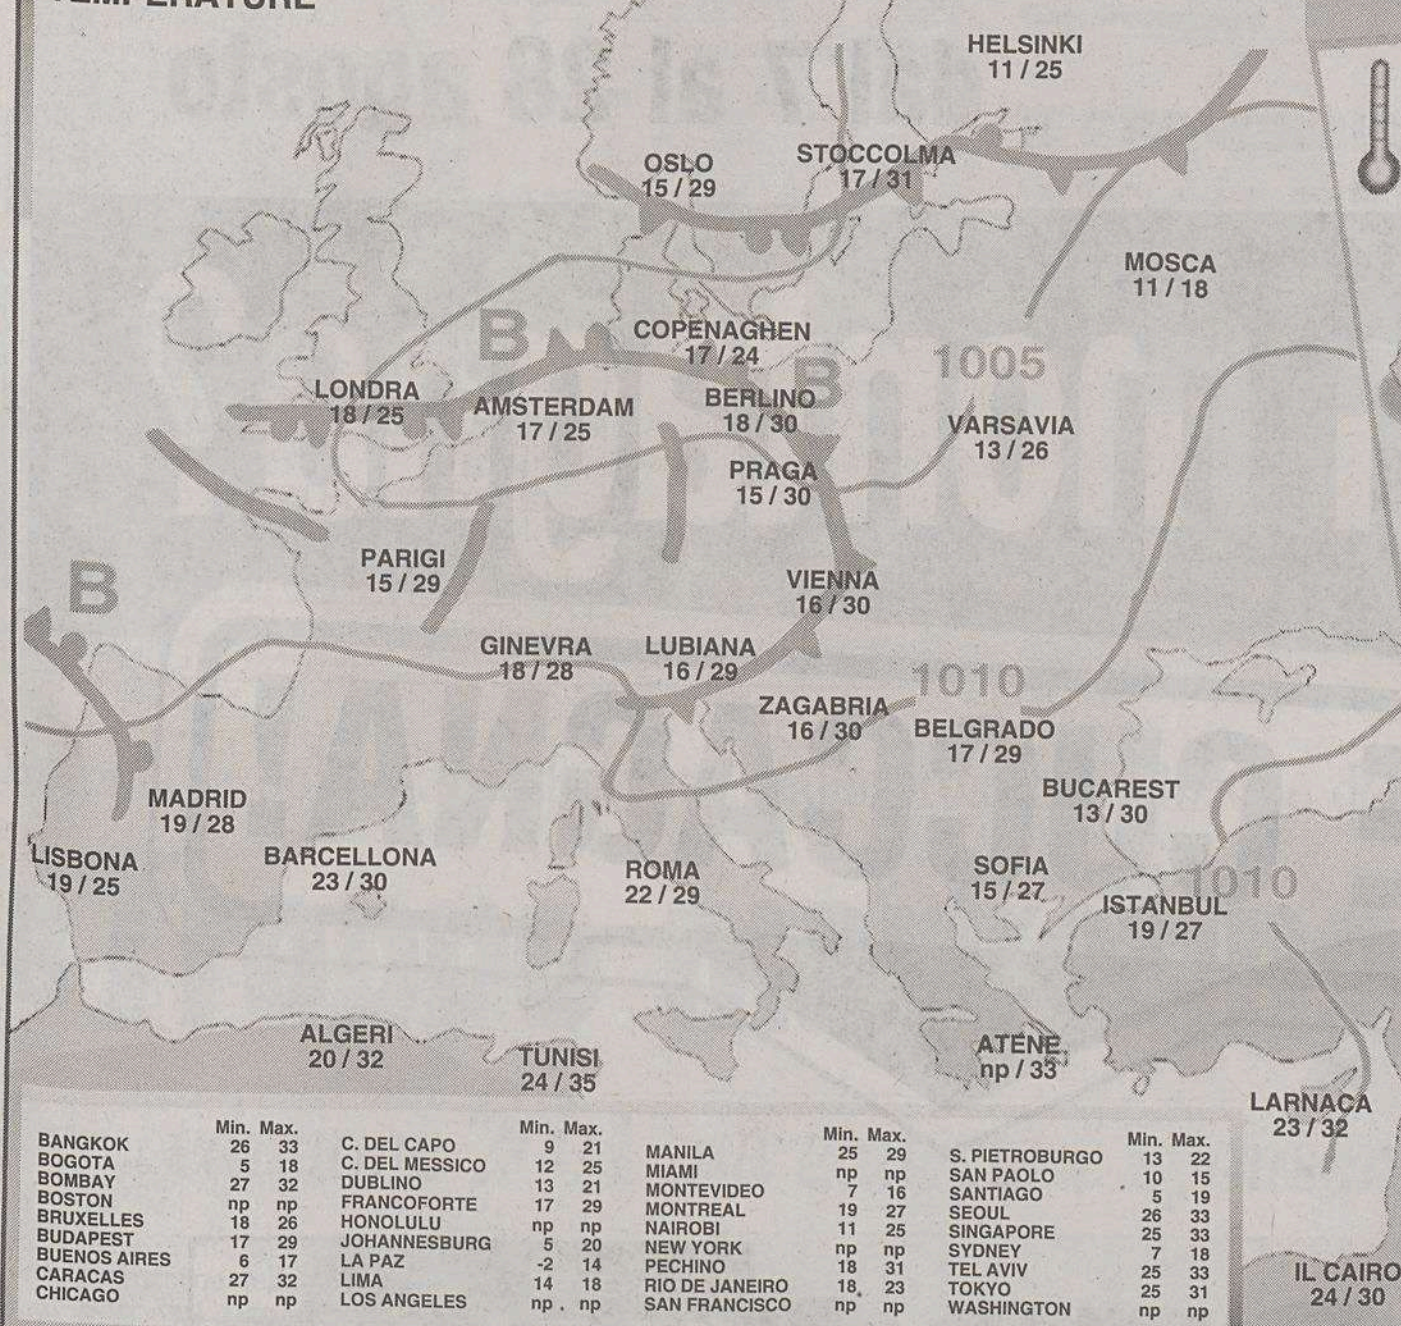 TEMPERATURE
HELSINKI
11 / 25
OSLO
15 / 29
STOCCOLMA
17 / 31
MOSCA
11 / 18
B
COPENAGHEN
17 / 24
1005
LONDRA
18 / 25
AMSTERDAM
17 / 25
BERLINO
18 / 30
B
VARSAVIA
13 / 26
PRAGA
15 / 30
PARIGI
15 / 29
B
VIENNA
16 / 30
GINEVRA
18 / 28
LUBIANA
16 / 29
1010
ZAGABRIA
16 / 30
BELGRADO
17 / 29
MADRID
19 / 28
BUCAREST
13 / 30
LISBONA
19 / 25
BARCELLONA
23 / 30
ROMA
22 / 29
SOFIA
15 / 27
1010
ISTANBUL
19 / 27
ALGERI
20 / 32
TUNISI
24 / 35
ATENE
np / 33
LARNACA
23 / 32
IL CAIRO
24 / 30
Min. Max.
BANGKOK 26 33
BOGOTA 5 18
BOMBAY 27 32
BOSTON np np
BRUXELLES 18 26
BUDAPEST 17 29
BUENOS AIRES 6 17
CARACAS 27 32
CHICAGO np np
Min. Max.
C. DEL CAPO 9 21
C. DEL MESSICO 12 25
DUBLINO 13 21
FRANCOFORTE 17 29
HONOLULU np np
JOHANNESBURG 5 20
LA PAZ -2 14
LIMA 14 18
LOS ANGELES np np
Min. Max.
MANILA 25 29
MIAMI np np
MONTEVIDEO 7 16
MONTREAL 19 27
NAIROBI 11 25
NEW YORK np np
PECHINO 18 31
RIO DE JANEIRO 18 23
SAN FRANCISCO np np
Min. Max.
S. PIETROBURGO 13 22
SAN PAOLO 10 15
SANTIAGO 5 19
SEOUL 26 33
SINGAPORE 25 33
SYDNEY 7 18
TEL AVIV 25 33
TOKYO 25 31
WASHINGTON np np